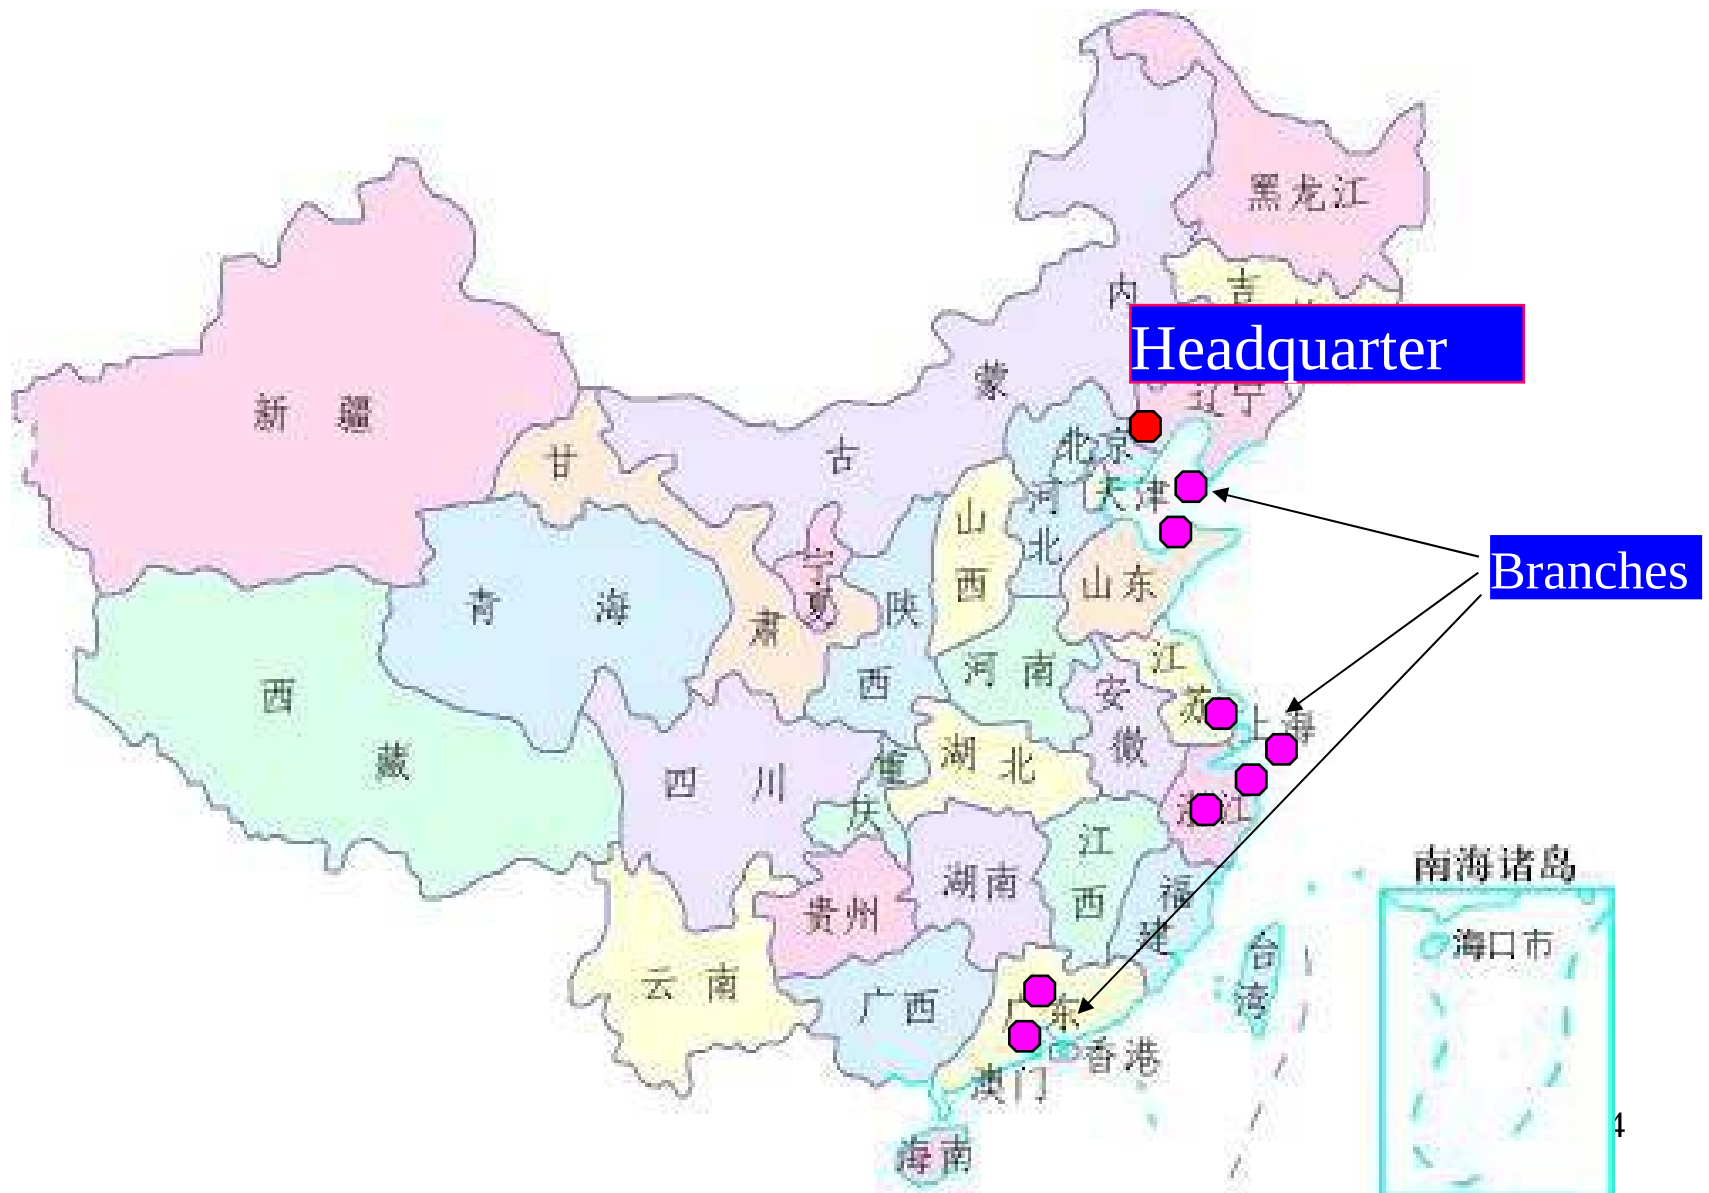 黑龙江
吉
内
Headquarter
蒙
辽宁
新 疆
北京
甘
古
天津
河
北
山
西
宁
夏
山东
Branches
青 海
陕
西
肃
河南
江
苏
安
徽
上海
西
藏
湖北
四川
重
庆
浙江
江
西
南海诸岛
湖南
福
建
贵州
海口市
台
湾
云南
广西
广东
香港
澳门
4
海南